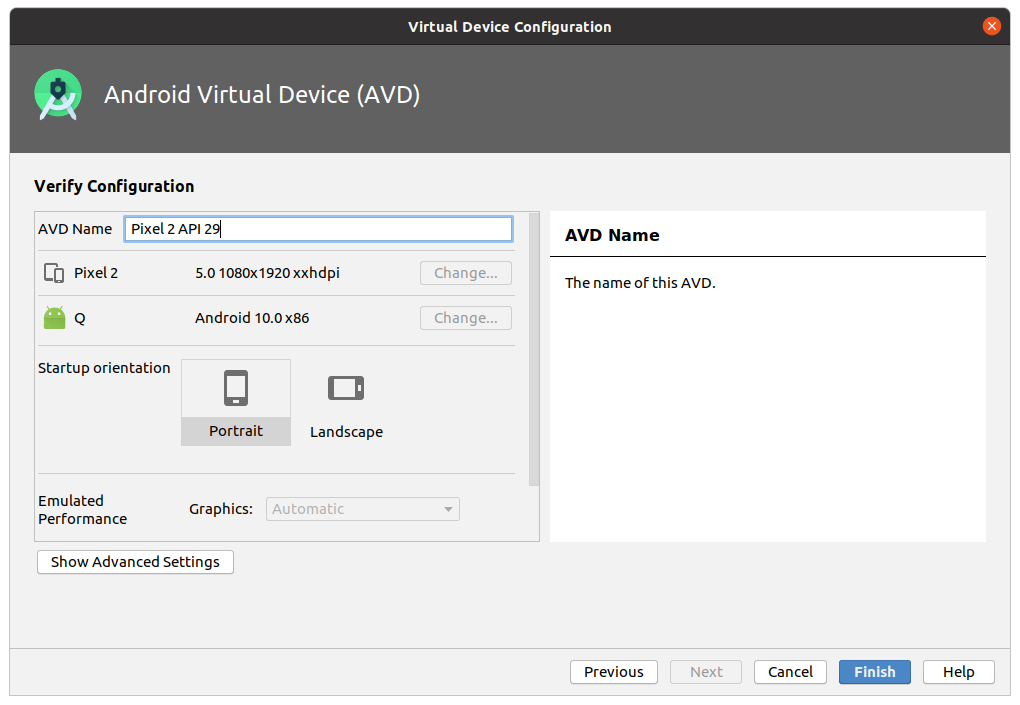 Virtual Device Configuration
Android Virtual Device (AVD)
Verify Configuration
AVD Name Pixel 2 API 29
Pixel 2 5.0 1080x1920 xxhdpi Change...
Q Android 10.0 x86 Change...
Startup orientation
Portrait Landscape
Emulated
Performance Graphics: Automatic
Show Advanced Settings
AVD Name
The name of this AVD.
Previous Next Cancel Finish Help